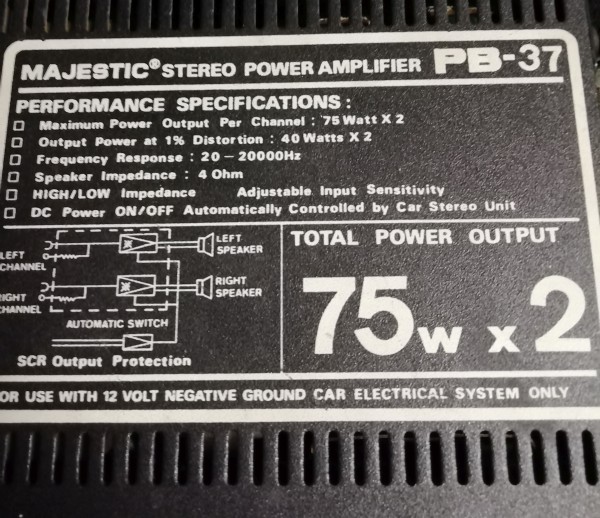 MAJESTIC® STEREO POWER AMPLIFIER PB-37
PERFORMANCE SPECIFICATIONS :
□ Maximum Power Output Per Channel : 75 Watt X 2
□ Output Power at 1% Distortion : 40 Watts X 2
□ Frequency Response : 20 – 20000Hz
□ Speaker Impedance : 4 Ohm
□ HIGH/LOW Impedance Adjustable Input Sensitivity
□ DC Power ON/OFF Automatically Controlled by Car Stereo Unit
LEFT
CHANNEL
LEFT
SPEAKER
RIGHT
CHANNEL
RIGHT
SPEAKER
AUTOMATIC SWITCH
SCR Output Protection
TOTAL POWER OUTPUT
75W X 2
OR USE WITH 12 VOLT NEGATIVE GROUND CAR ELECTRICAL SYSTEM ONLY